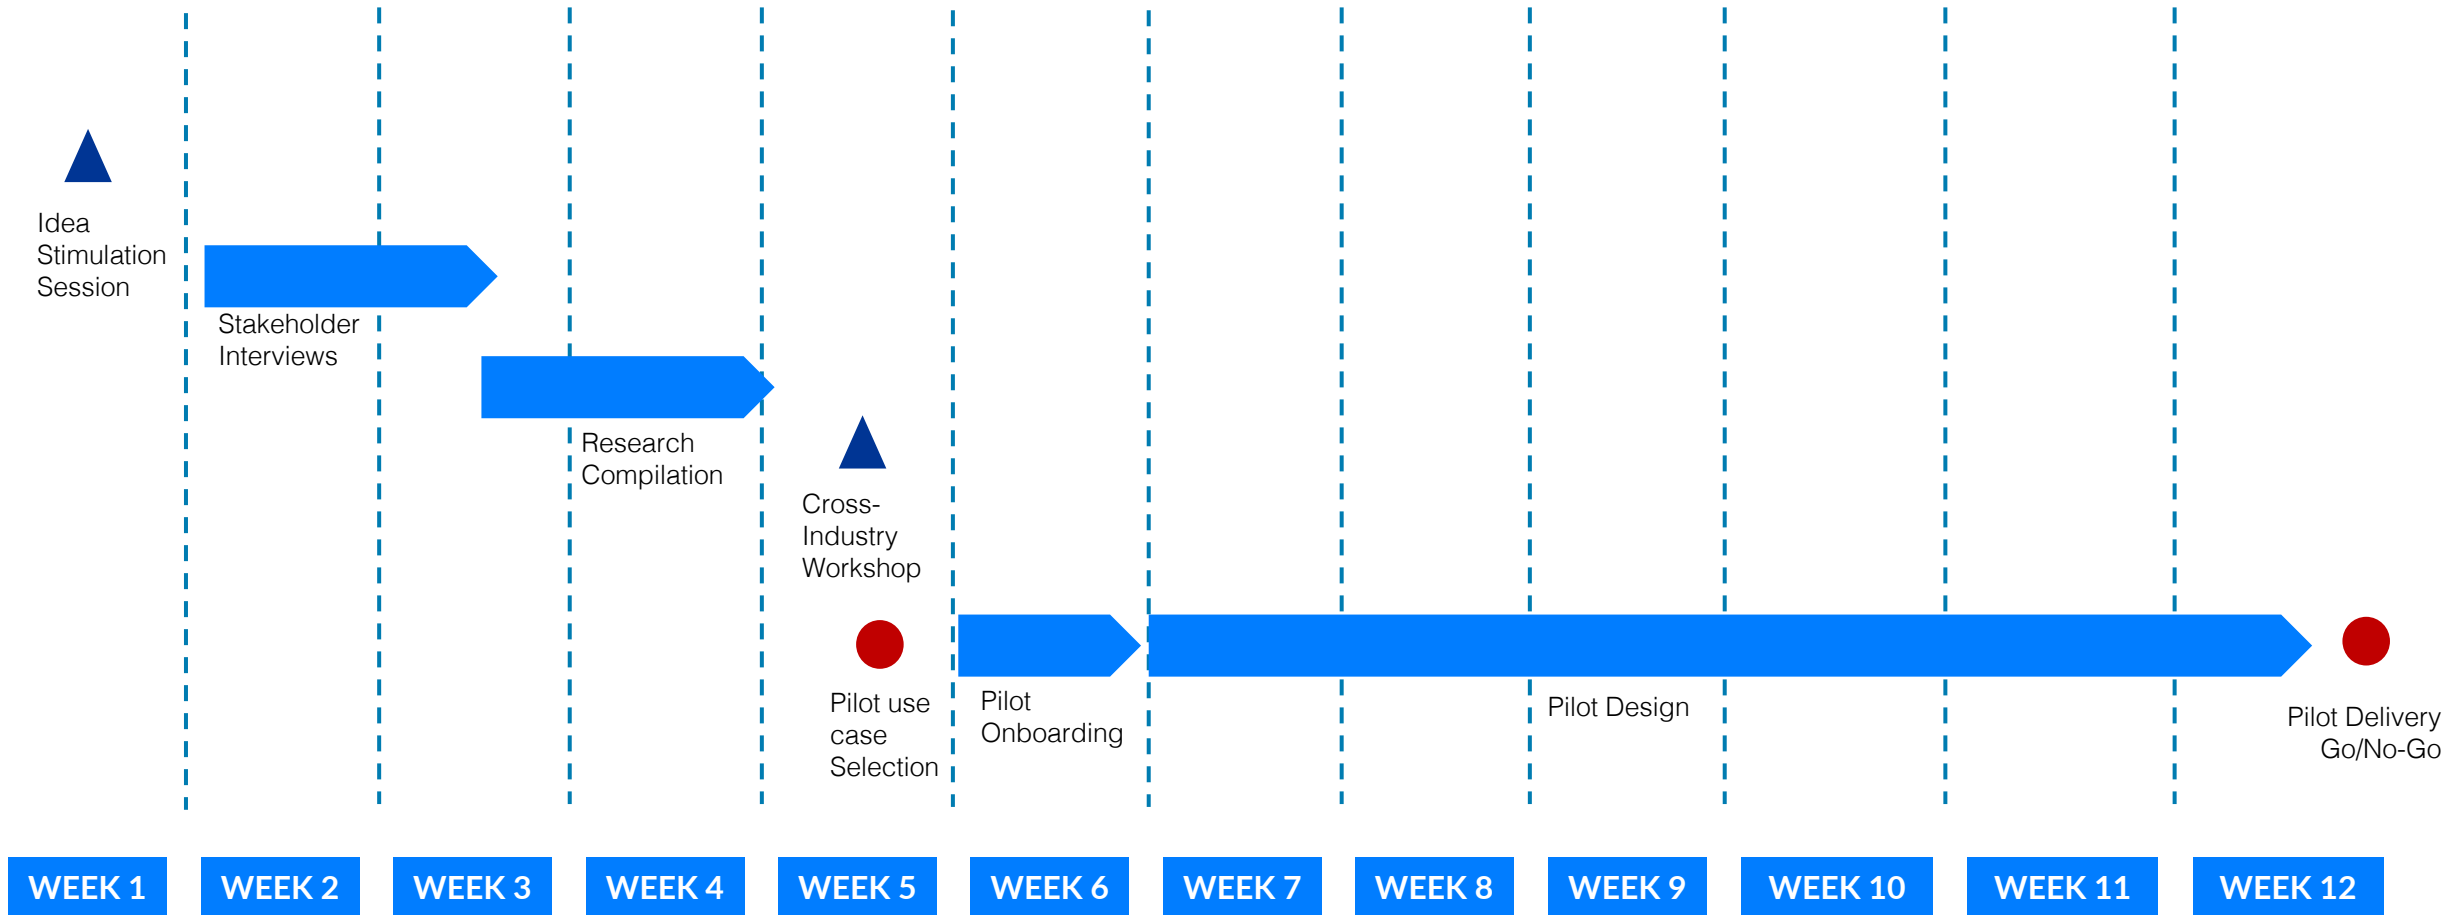 Idea
Stimulation
Session
Stakeholder
Interviews
Research
Compilation
Cross-
Industry
Workshop
Pilot use
case
Selection
Pilot
Onboarding
Pilot Design
Pilot Delivery
Go/No-Go
WEEK 1
WEEK 2
WEEK 3
WEEK 4
WEEK 5
WEEK 6
WEEK 7
WEEK 8
WEEK 9
WEEK 10
WEEK 11
WEEK 12